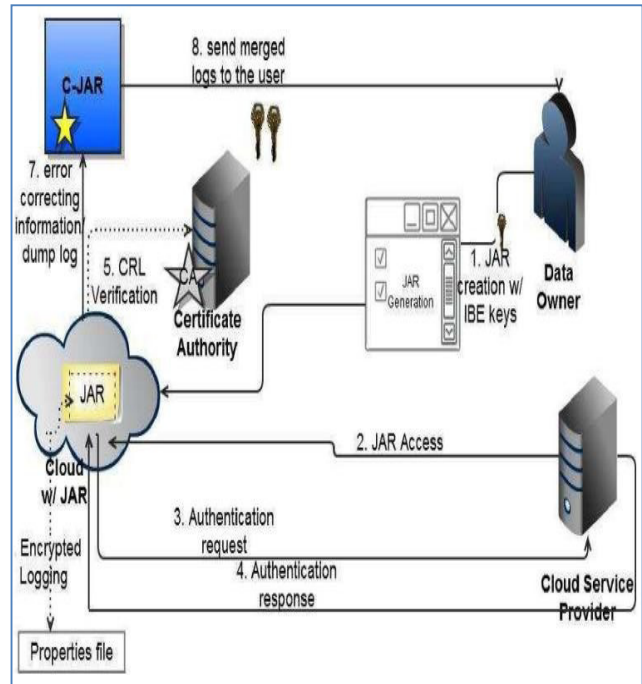 8. send merged
logs to the user
C-JAR
7. error
correcting
information/
dump log
5. CRL
Verification
CA
Certificate
Authority
JAR
Generation
1. JAR
creation w/
IBE keys
Data
Owner
JAR
Cloud
w/ JAR
2. JAR Access
3. Authentication
request
4. Authentication
response
Encrypted
Logging
Cloud Service
Provider
Properties file